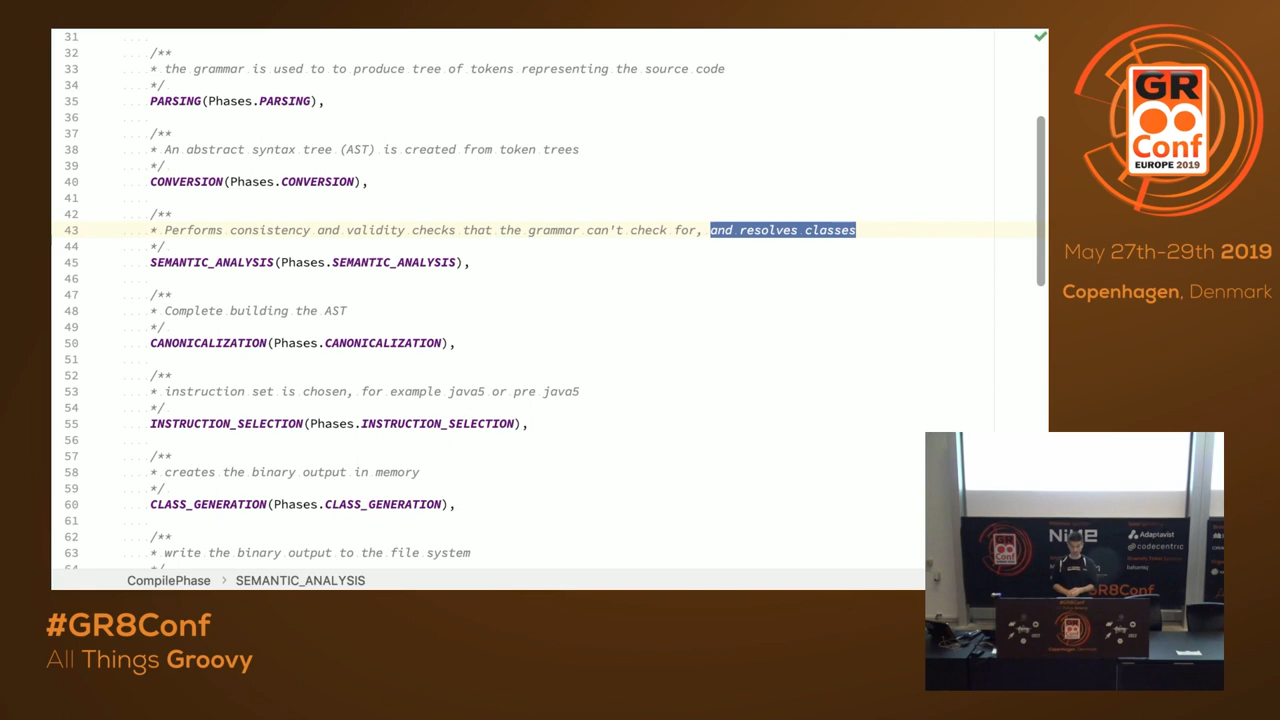 31
32 /**
33 * the grammar is used to to produce tree of tokens representing the source code
34 */
35 PARSING(Phases.PARSING),
36
37 /**
38 * An abstract syntax tree (AST) is created from token trees
39 */
40 CONVERSION(Phases.CONVERSION),
41
42 /**
43 * Performs consistency and validity checks that the grammar can't check for, and resolves classes
44 */
45 SEMANTIC_ANALYSIS(Phases.SEMANTIC_ANALYSIS),
46
47 /**
48 * Complete building the AST
49 */
50 CANONICALIZATION(Phases.CANONICALIZATION),
51
52 /**
53 * instruction set is chosen, for example java5 or pre java5
54 */
55 INSTRUCTION_SELECTION(Phases.INSTRUCTION_SELECTION),
56
57 /**
58 * creates the binary output in memory
59 */
60 CLASS_GENERATION(Phases.CLASS_GENERATION),
61
62 /**
63 * write the binary output to the file system
CompilePhase > SEMANTIC_ANALYSIS
GR
Conf
EUROPE 2019
May 27th-29th 2019
Copenhagen, Denmark
#GR8Conf
All Things Groovy
Adaptavist
codecentric
GR8Conf